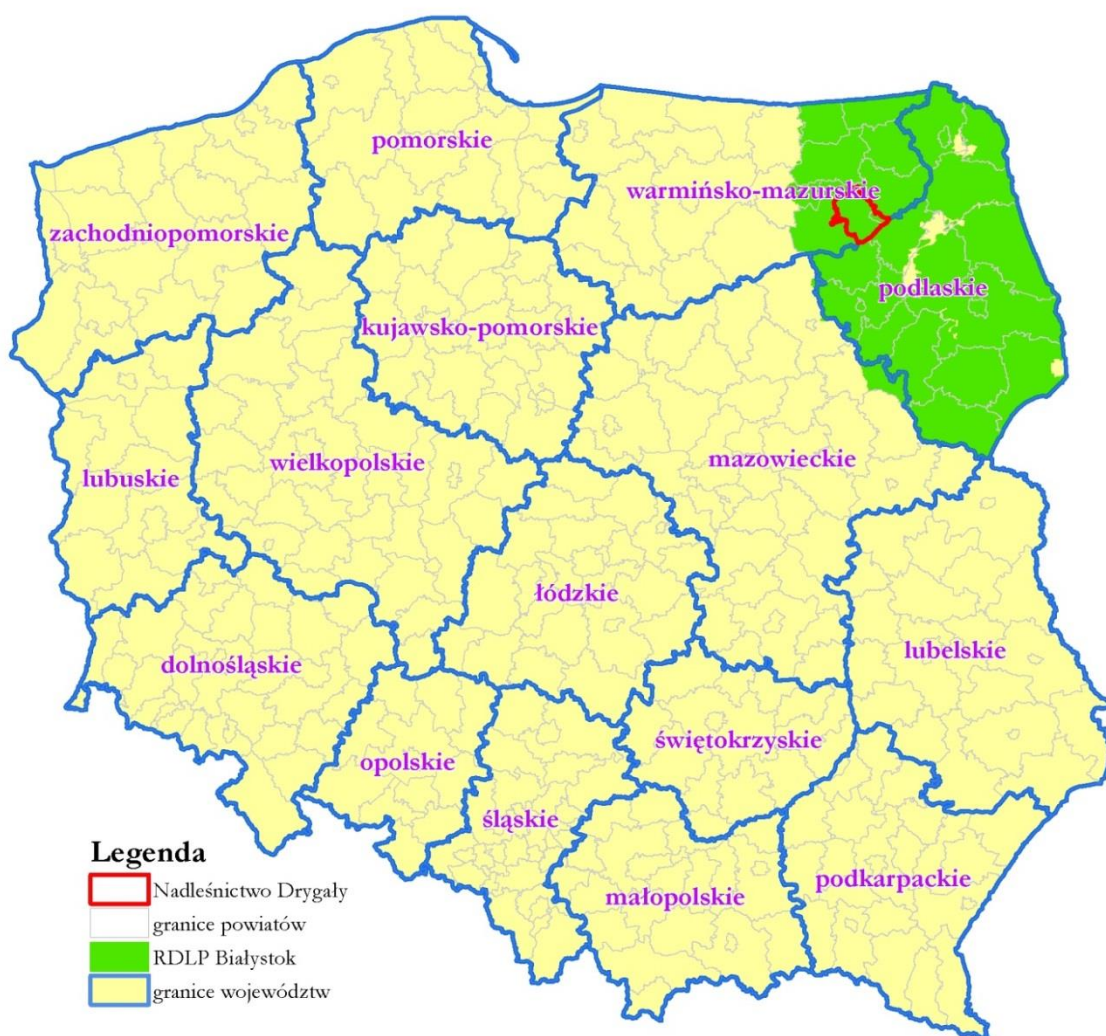 pomorskie
warmińsko-mazurskie
zachodniopomorskie
podlaskie
kujawsko-pomorskie
mazowieckie
wielkopolskie
lubuskie
łódzkie
lubelskie
dolnośląskie
świętokrzyskie
opolskie
śląskie
podkarpackie
małopolskie
Legenda
Nadleśnictwo Drygały
granice powiatów
RDLP Białystok
granice województw